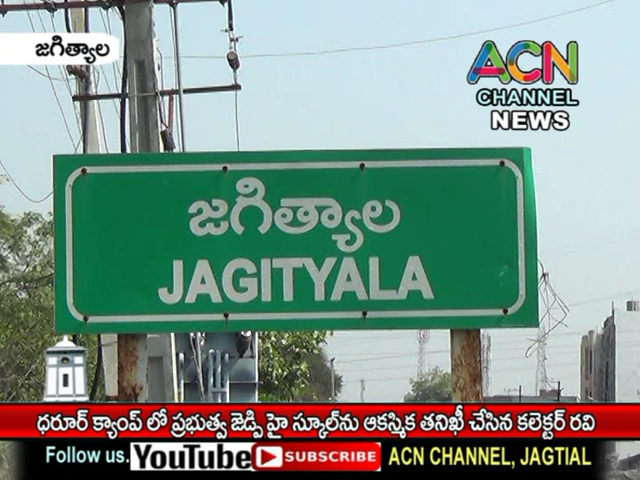 జగిత్యాల
ACN
CHANNEL
NEWS
జగిత్యాల
JAGITYALA
ధరూర్ క్యాంప్ లో ప్రభుత్వ జెడ్పి హై స్కూల్‌ను ఆకస్మిక తనిఖీ చేసిన కలెక్టర్ రవి
Follow us. YouTube SUBSCRIBE ACN CHANNEL, JAGTIAL